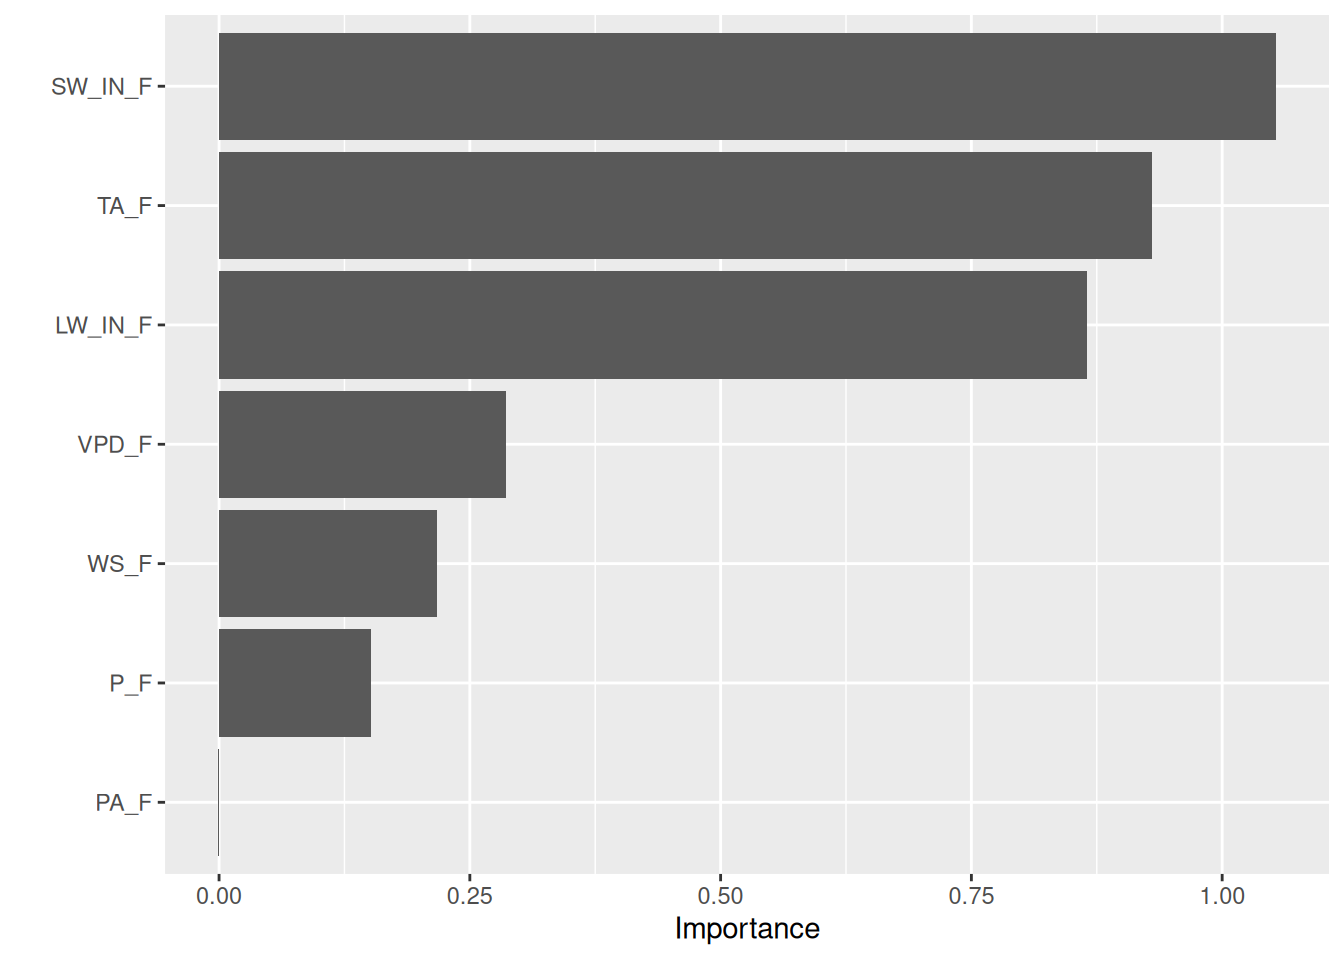 SW_IN_F
TA_F
LW_IN_F
VPD_F
WS_F
P_F
PA_F
0.00 0.25 0.50 0.75 1.00
Importance